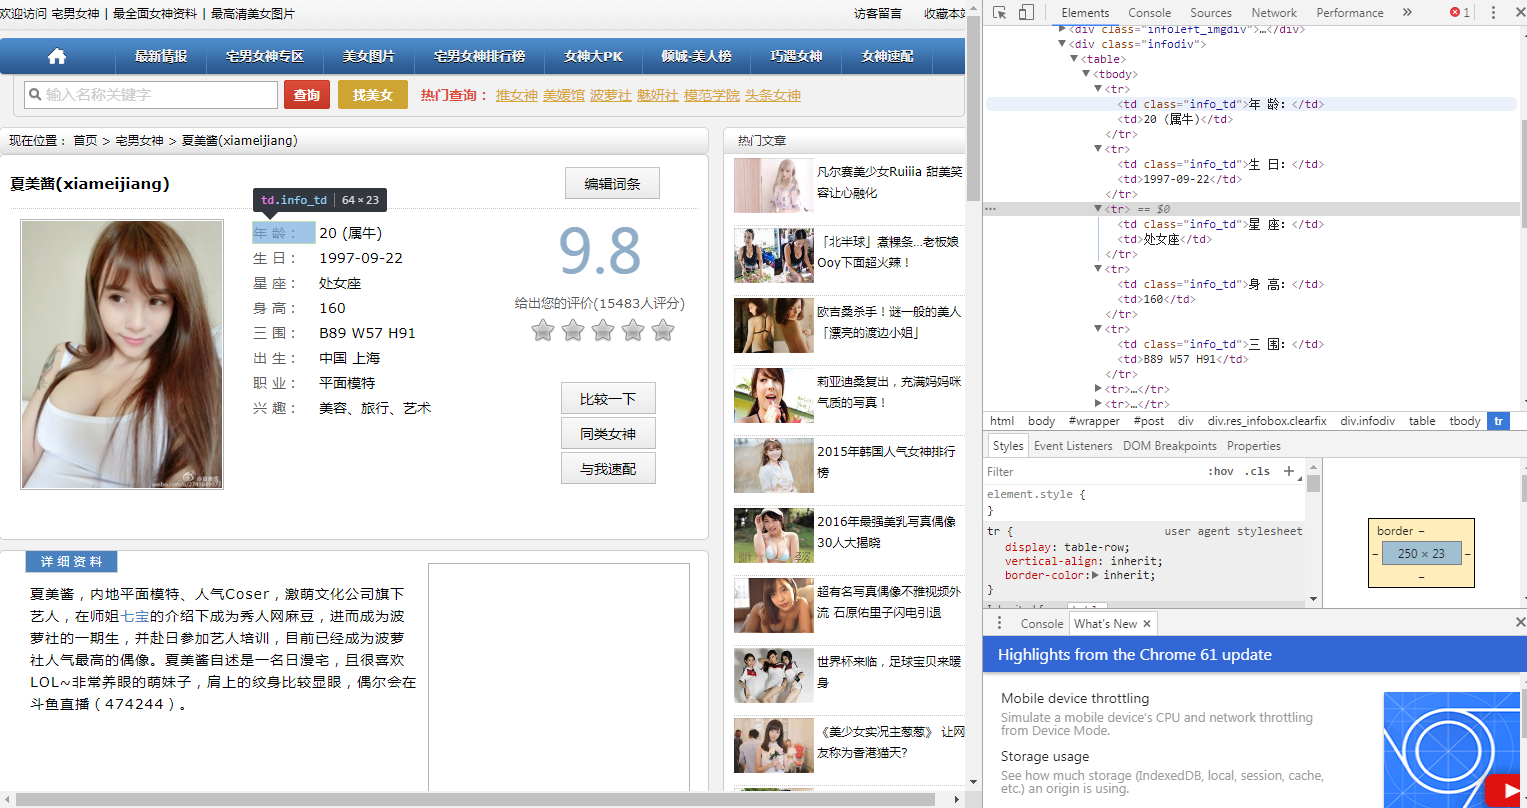 欢迎访问 宅男女神 | 最全面女神资料 | 最高清美女图片
访客留言 收藏本站
最新情报 宅男女神专区 美女图片 宅男女神排行榜 女神大PK 倾城·美人榜 巧遇女神 女神速配
输入名称关键字 查询 找美女 热门查询： 推女神 美媛馆 波萝社 魅妍社 模范学院 头条女神
现在位置： 首页 > 宅男女神 > 夏美酱(xiameijiang)
夏美酱(xiameijiang)
编辑词条
td.info_td | 64×23
年 龄： 20 (属牛)
生 日： 1997-09-22
星 座： 处女座
身 高： 160
三 围： B89 W57 H91
出 生： 中国 上海
职 业： 平面模特
兴 趣： 美容、旅行、艺术
9.8
给出您的评价(15483人评分)
比较一下
同类女神
与我速配
详 细 资 料
夏美酱，内地平面模特、人气Coser，激萌文化公司旗下
艺人，在师姐七宝的介绍下成为秀人网麻豆，进而成为波
萝社的一期生，并赴日参加艺人培训，目前已经成为波萝
社人气最高的偶像。夏美酱自述是一名日漫宅，且很喜欢
LOL~非常养眼的萌妹子，肩上的纹身比较显眼，偶尔会在
斗鱼直播（474244）。
热门文章
凡尔赛美少女Ruiiia 甜美笑
容让心融化
「北半球」煮粿条...老板娘
Ooy下面超火辣！
欧吉桑杀手！谜一般的美人
「漂亮的渡边小姐」
莉亚迪桑复出，充满妈妈咪
气质的写真！
2015年韩国人气女神排行
榜
2016年最强美乳写真偶像
30人大揭晓
超有名写真偶像不雅视频外
流 石原佑里子闪电引退
世界杯来临，足球宝贝来暖
身
《美少女实况主葱葱》 让网
友称为香港猫天?
Elements Console Sources Network Performance » 1
<div class="infoleft_imgdiv">…</div>
<div class="infodiv">
<table>
<tbody>
<tr>
<td class="info_td">年 龄：</td>
<td>20 (属牛)</td>
</tr>
<tr>
<td class="info_td">生 日：</td>
<td>1997-09-22</td>
</tr>
<tr> == $0
<td class="info_td">星 座：</td>
<td>处女座</td>
</tr>
<tr>
<td class="info_td">身 高：</td>
<td>160</td>
</tr>
<tr>
<td class="info_td">三 围：</td>
<td>B89 W57 H91</td>
</tr>
<tr>…</tr>
<tr>…</tr>
html body #wrapper #post div div.res_infobox.clearfix div.infodiv table tbody tr
Styles Event Listeners DOM Breakpoints Properties
Filter :hov .cls +
element.style {
}
tr { user agent stylesheet
display: table-row;
vertical-align: inherit;
border-color: inherit;
}
border –
– 250 × 23 –
–
Console What's New ×
Highlights from the Chrome 61 update
Mobile device throttling
Simulate a mobile device's CPU and network throttling
from Device Mode.
Storage usage
See how much storage (IndexedDB, local, session, cache,
etc.) an origin is using.